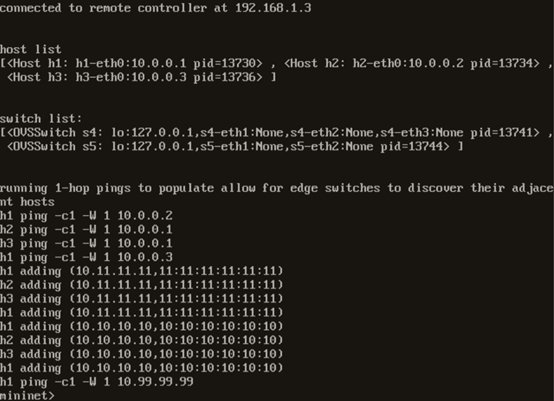 connected to remote controller at 192.168.1.3
host list
[<Host h1: h1-eth0:10.0.0.1 pid=13730> , <Host h2: h2-eth0:10.0.0.2 pid=13734> ,
 <Host h3: h3-eth0:10.0.0.3 pid=13736> ]
switch list:
[<OVSSwitch s4: lo:127.0.0.1,s4-eth1:None,s4-eth2:None,s4-eth3:None pid=13741> ,
 <OVSSwitch s5: lo:127.0.0.1,s5-eth1:None,s5-eth2:None pid=13744> ]
running 1-hop pings to populate allow for edge switches to discover their adjace
nt hosts
h1 ping -c1 -W 1 10.0.0.2
h2 ping -c1 -W 1 10.0.0.1
h3 ping -c1 -W 1 10.0.0.1
h1 ping -c1 -W 1 10.0.0.3
h1 adding (10.11.11.11,11:11:11:11:11:11)
h2 adding (10.11.11.11,11:11:11:11:11:11)
h3 adding (10.11.11.11,11:11:11:11:11:11)
h1 adding (10.11.11.11,11:11:11:11:11:11)
h1 adding (10.10.10.10,10:10:10:10:10:10)
h2 adding (10.10.10.10,10:10:10:10:10:10)
h3 adding (10.10.10.10,10:10:10:10:10:10)
h1 adding (10.10.10.10,10:10:10:10:10:10)
h1 ping -c1 -W 1 10.99.99.99
mininet>